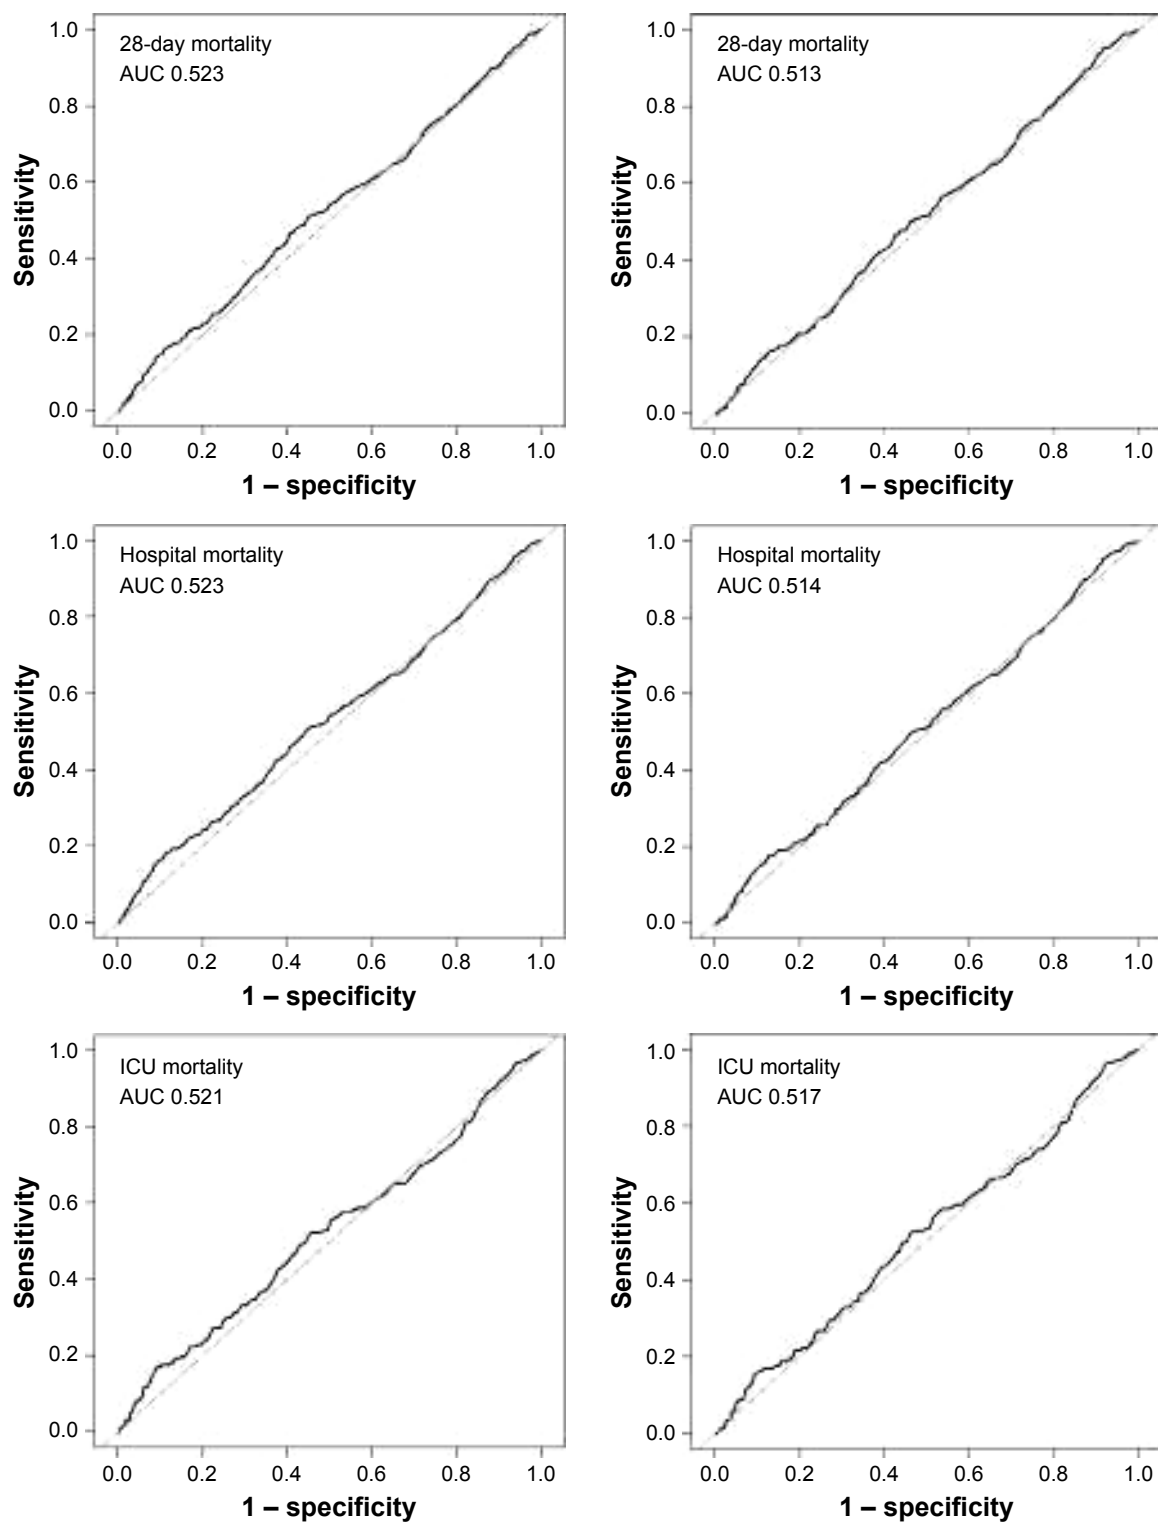 28-day mortality
AUC 0.523
Sensitivity
1.0
0.8
0.6
0.4
0.2
0.0
0.0 0.2 0.4 0.6 0.8 1.0
1 – specificity
28-day mortality
AUC 0.513
Sensitivity
1.0
0.8
0.6
0.4
0.2
0.0
0.0 0.2 0.4 0.6 0.8 1.0
1 – specificity
Hospital mortality
AUC 0.523
Sensitivity
1.0
0.8
0.6
0.4
0.2
0.0
0.0 0.2 0.4 0.6 0.8 1.0
1 – specificity
Hospital mortality
AUC 0.514
Sensitivity
1.0
0.8
0.6
0.4
0.2
0.0
0.0 0.2 0.4 0.6 0.8 1.0
1 – specificity
ICU mortality
AUC 0.521
Sensitivity
1.0
0.8
0.6
0.4
0.2
0.0
0.0 0.2 0.4 0.6 0.8 1.0
1 – specificity
ICU mortality
AUC 0.517
Sensitivity
1.0
0.8
0.6
0.4
0.2
0.0
0.0 0.2 0.4 0.6 0.8 1.0
1 – specificity